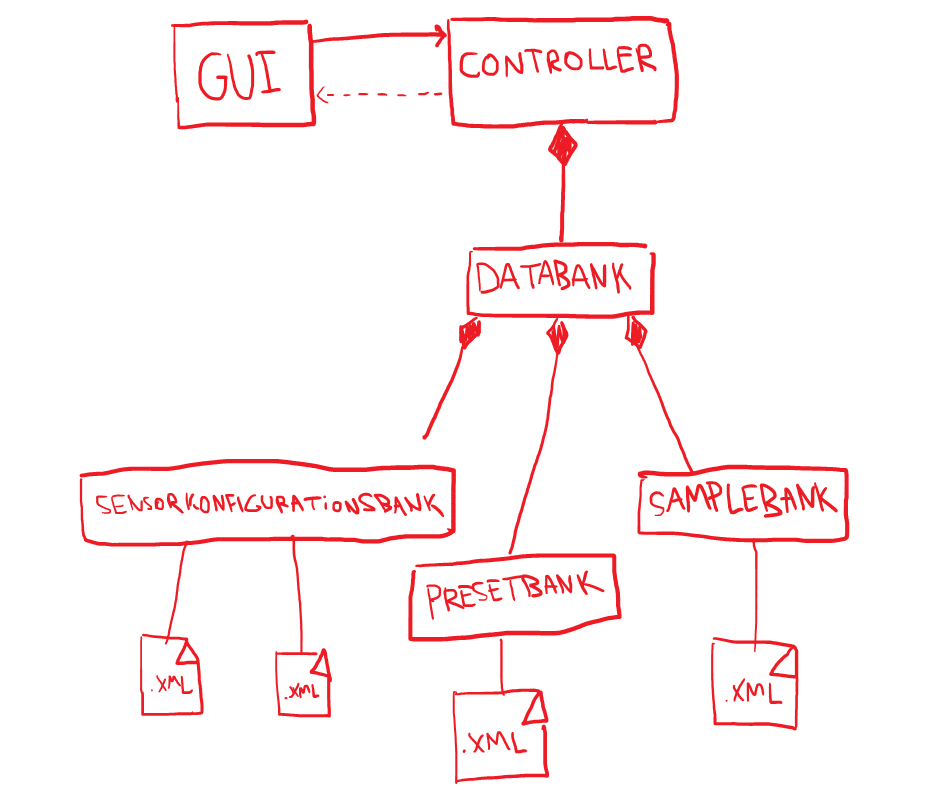 GUI
CONTROLLER
DATABANK
SENSORKONFIGURATiONSBANK
SAMPLEBANK
PRESETBANK
.XML
.XML
.XML
.XML